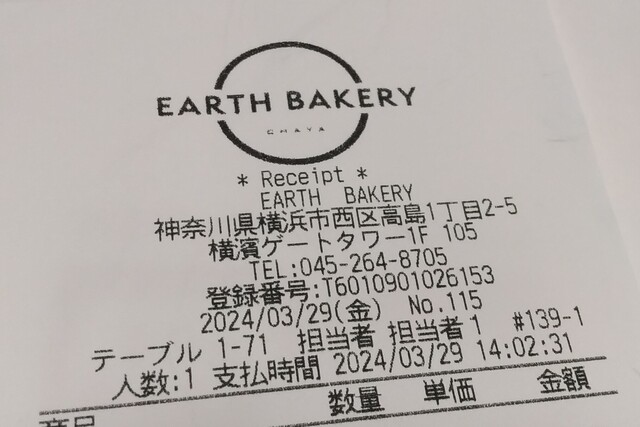 EARTH BAKERY
CHAYA
* Receipt *
EARTH BAKERY
神奈川県横浜市西区高島1丁目2-5
横濱ゲートタワー1F 105
TEL:045-264-8705
登録番号:T6010901026153
2024/03/29(金) No.115
テーブル 1-71 担当者 担当者1 #139-1
人数:1 支払時間 2024/03/29 14:02:31
数量 単価 金額
商品